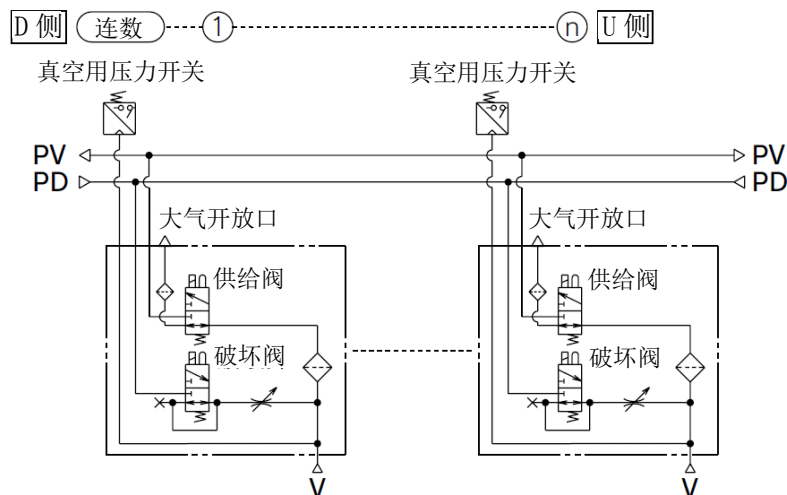 D 侧 连数 1 n U 侧
真空用压力开关 真空用压力开关
PV PV
PD PD
大气开放口 大气开放口
供给阀 供给阀
破坏阀 破坏阀
V V